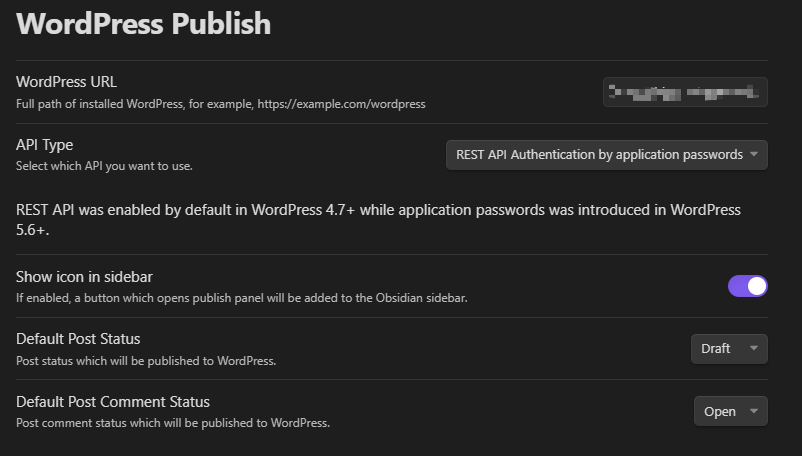 WordPress Publish
WordPress URL
Full path of installed WordPress, for example, https://example.com/wordpress
API Type
Select which API you want to use.
REST API Authentication by application passwords
REST API was enabled by default in WordPress 4.7+ while application passwords was introduced in WordPress
5.6+.
Show icon in sidebar
If enabled, a button which opens publish panel will be added to the Obsidian sidebar.
Default Post Status
Post status which will be published to WordPress.
Draft
Default Post Comment Status
Post comment status which will be published to WordPress.
Open